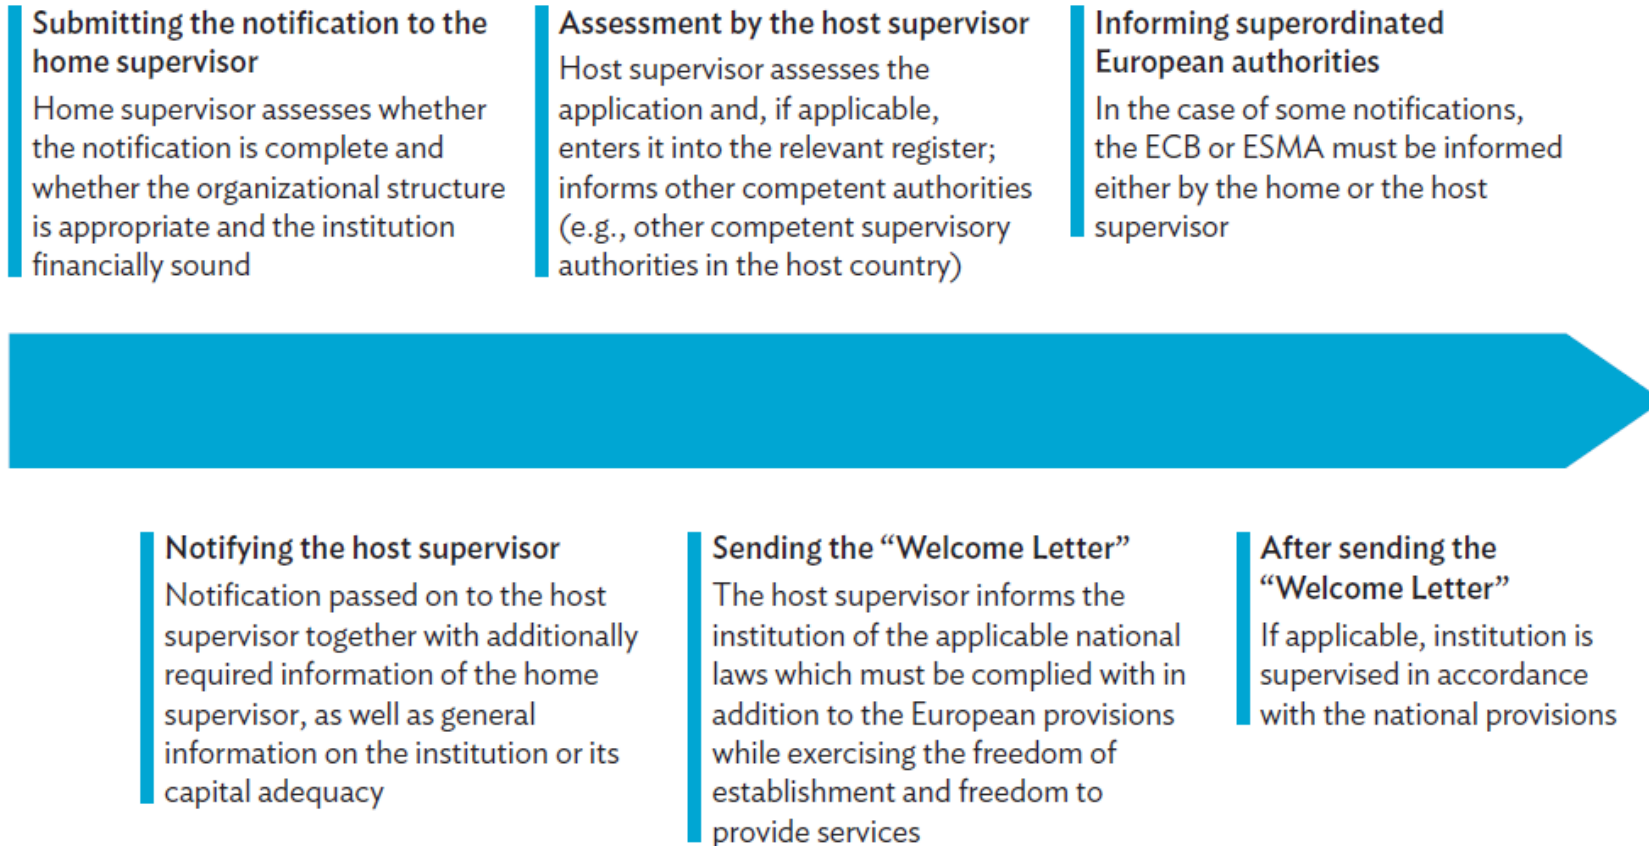 Submitting the notification to the
home supervisor
Home supervisor assesses whether
the notification is complete and
whether the organizational structure
is appropriate and the institution
financially sound
Assessment by the host supervisor
Host supervisor assesses the
application and, if applicable,
enters it into the relevant register;
informs other competent authorities
(e.g., other competent supervisory
authorities in the host country)
Informing superordinated
European authorities
In the case of some notifications,
the ECB or ESMA must be informed
either by the home or the host
supervisor
Notifying the host supervisor
Notification passed on to the host
supervisor together with additionally
required information of the home
supervisor, as well as general
information on the institution or its
capital adequacy
Sending the “Welcome Letter”
The host supervisor informs the
institution of the applicable national
laws which must be complied with in
addition to the European provisions
while exercising the freedom of
establishment and freedom to
provide services
After sending the
“Welcome Letter”
If applicable, institution is
supervised in accordance
with the national provisions